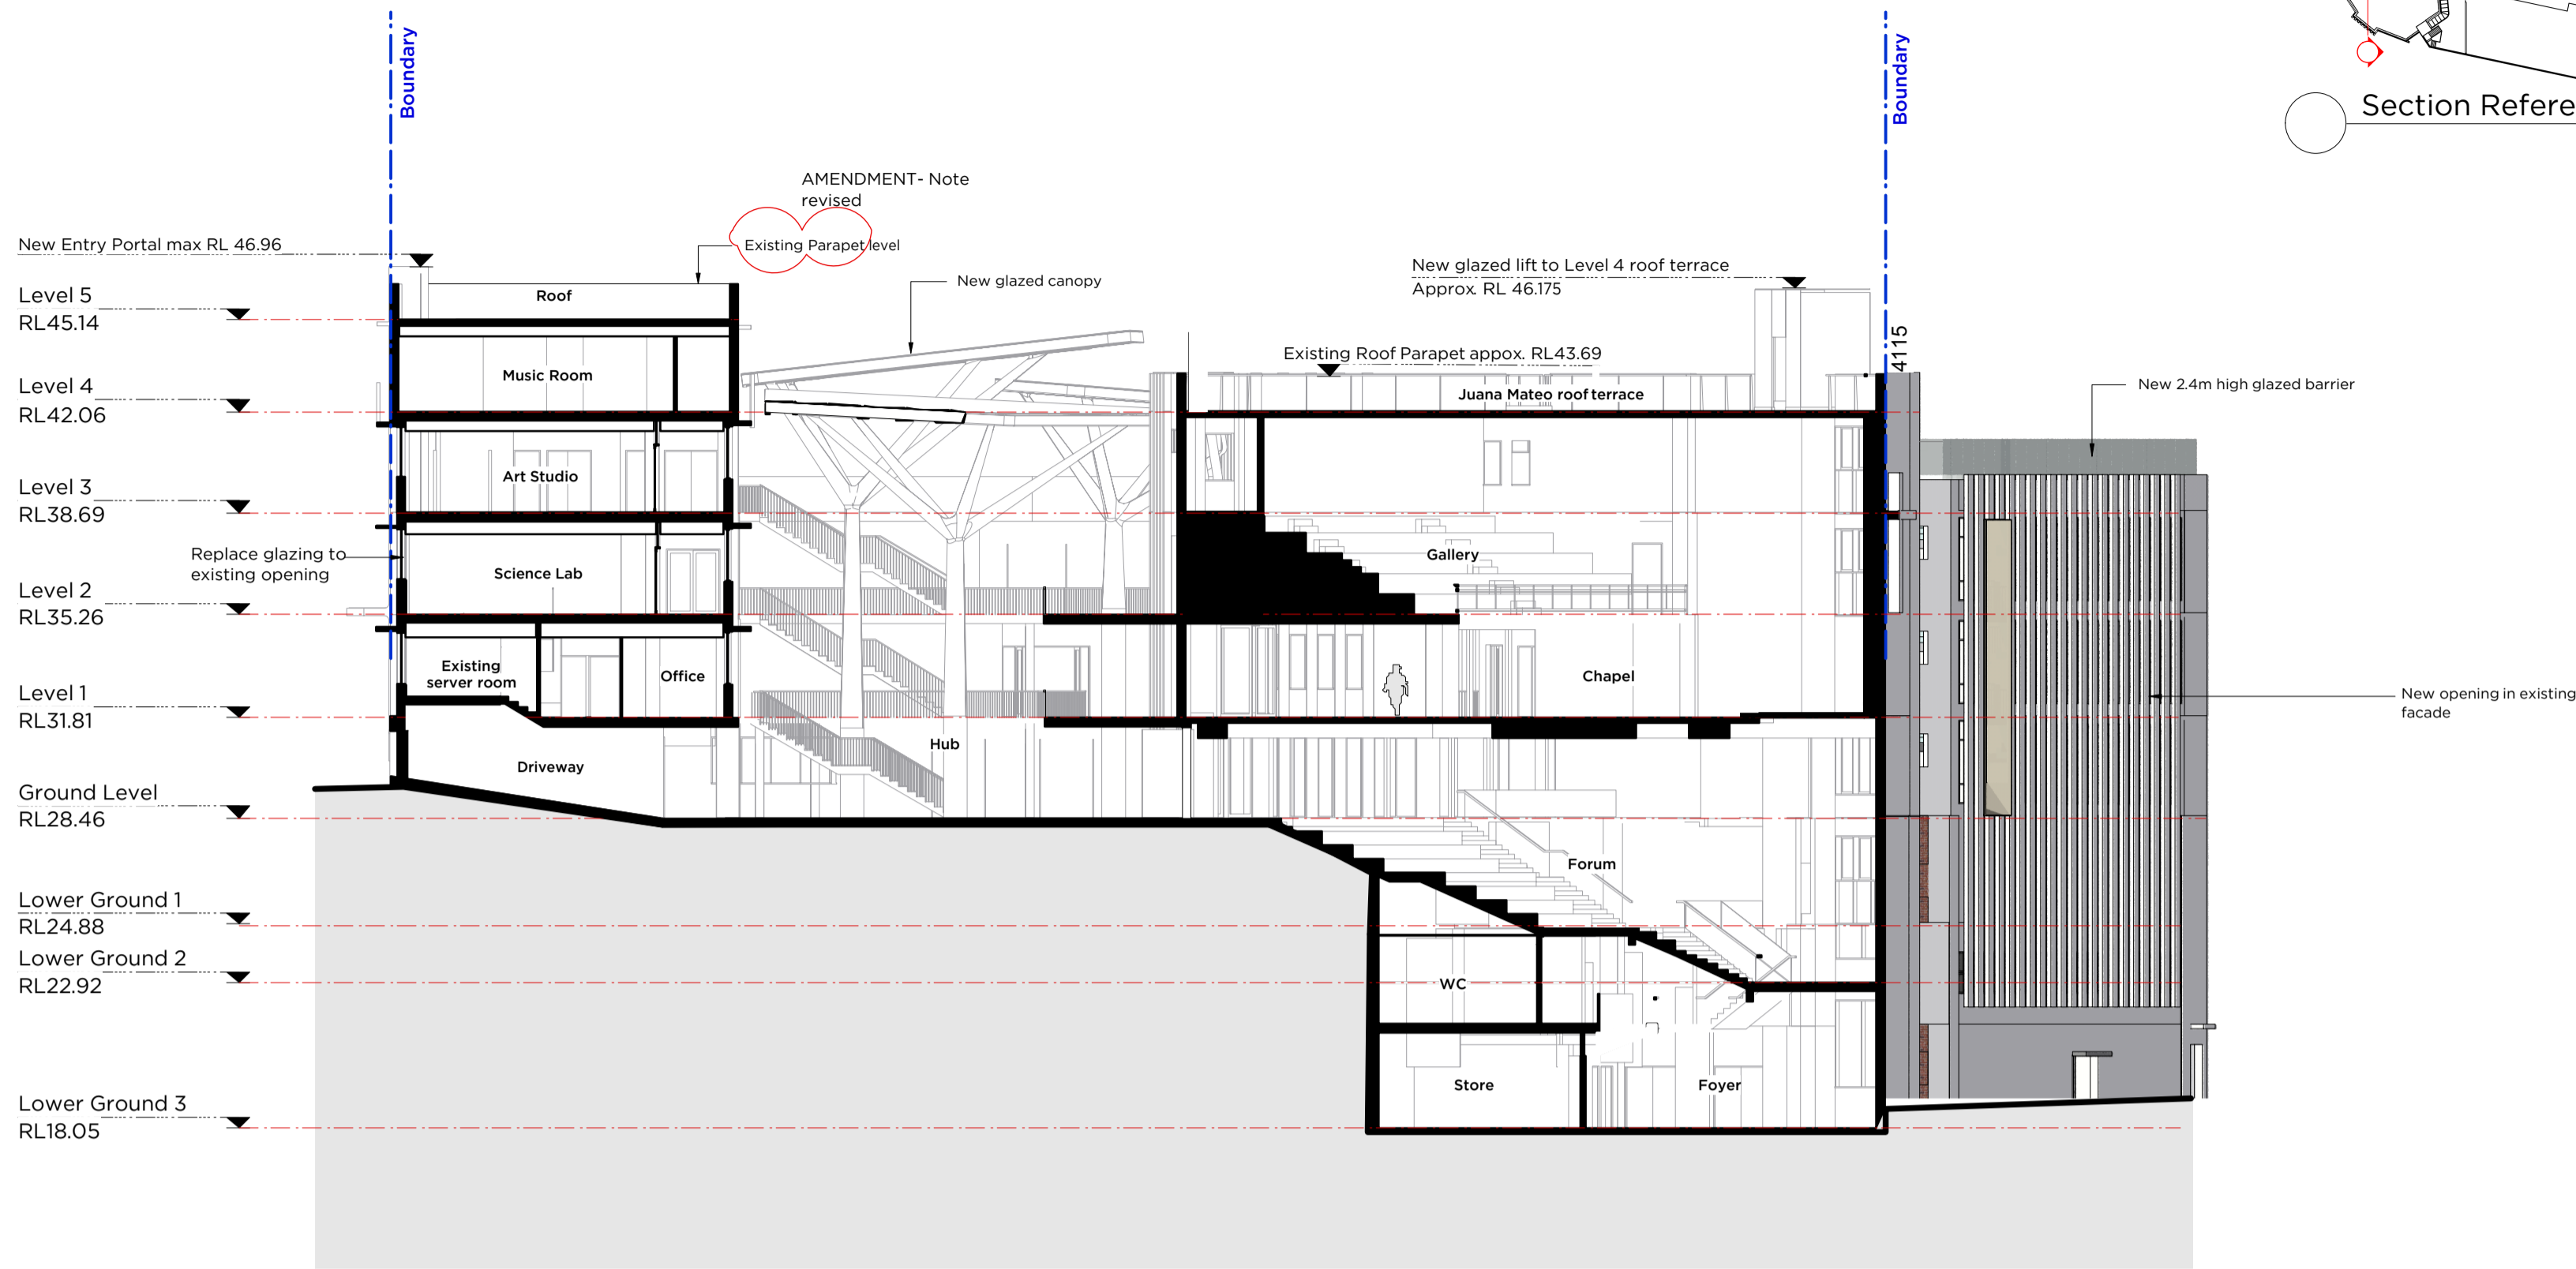 Boundary
Boundary
Section Refere
AMENDMENT- Note
revised
Existing Parapet level
New Entry Portal max RL 46.96
New glazed canopy
New glazed lift to Level 4 roof terrace
Approx. RL 46.175
Level 5
RL45.14
Roof
4115
Existing Roof Parapet appox. RL43.69
Music Room
Level 4
RL42.06
Juana Mateo roof terrace
New 2.4m high glazed barrier
Art Studio
Level 3
RL38.69
Replace glazing to
existing opening
Gallery
Science Lab
Level 2
RL35.26
Existing
server room
Office
Chapel
Level 1
RL31.81
New opening in existing
facade
Hub
Driveway
Ground Level
RL28.46
Forum
Lower Ground 1
RL24.88
Lower Ground 2
RL22.92
WC
Store
Foyer
Lower Ground 3
RL18.05